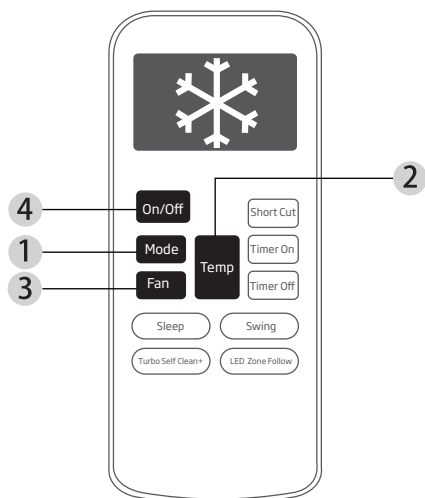 2
4
On/Off
Short Cut
1
Mode
Temp
Timer On
3
Fan
Timer Off
Sleep
Swing
Turbo Self Clean+
LED Zone Follow